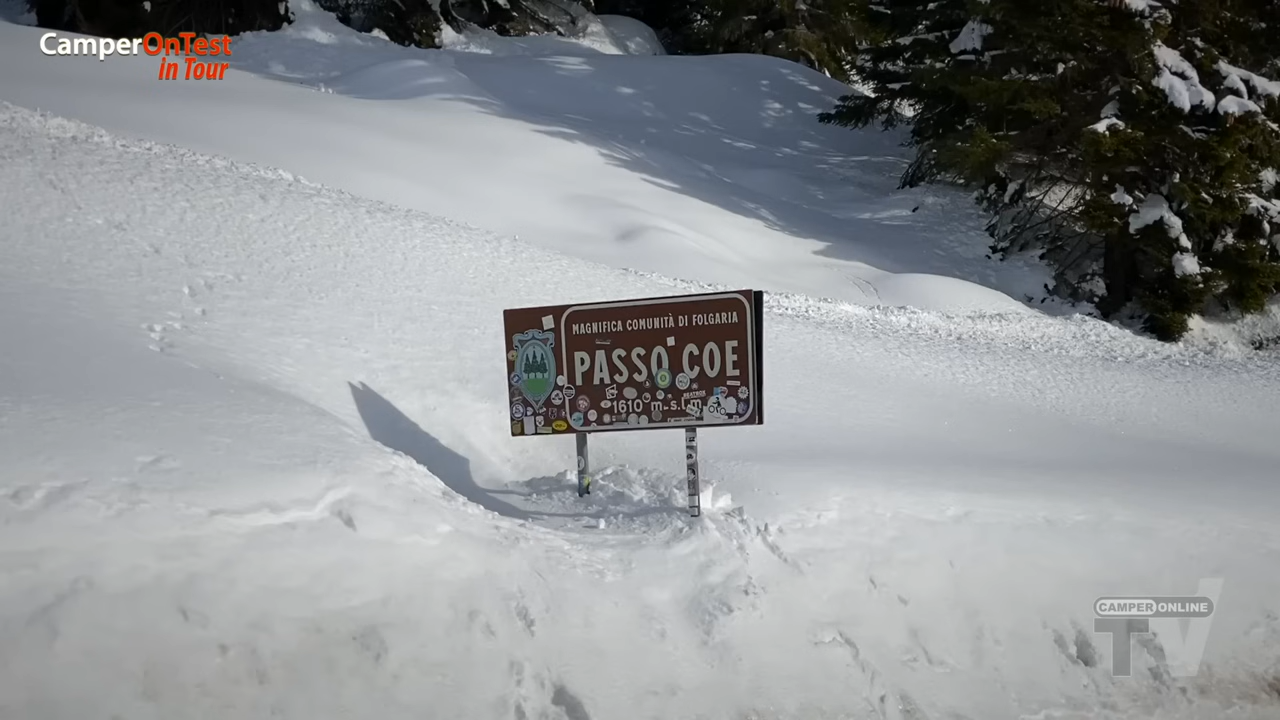 CamperOnTest
in Tour
MAGNIFICA COMUNITÀ DI FOLGARIA
PASSO COE
1610 m.s.l.m.
CAMPER ONLINE
TV